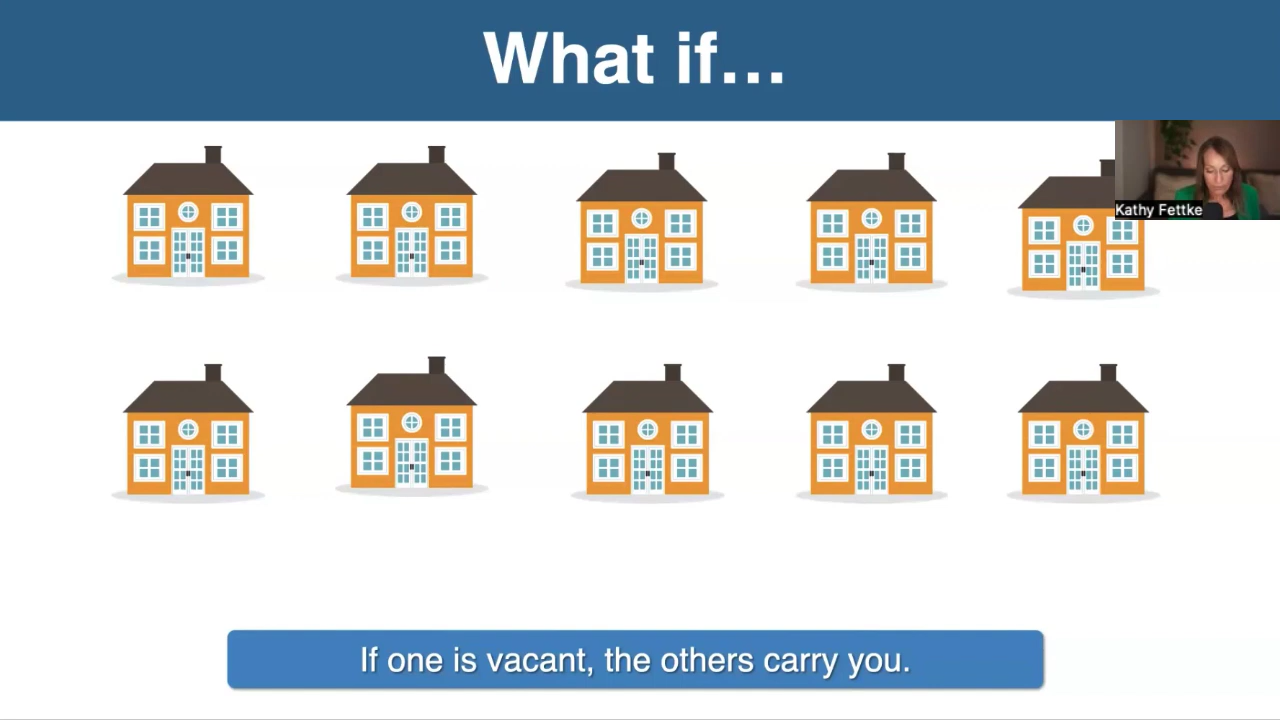 What if...
Kathy Fettke
If one is vacant, the others carry you.